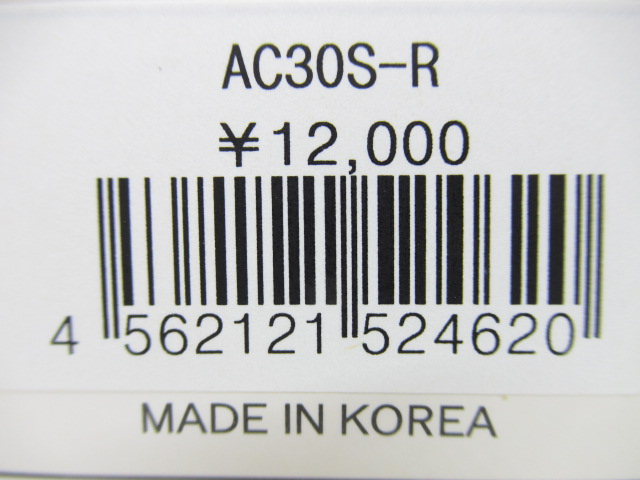 AC30S-R
￥12,000
4 562121 524620
MADE IN KOREA